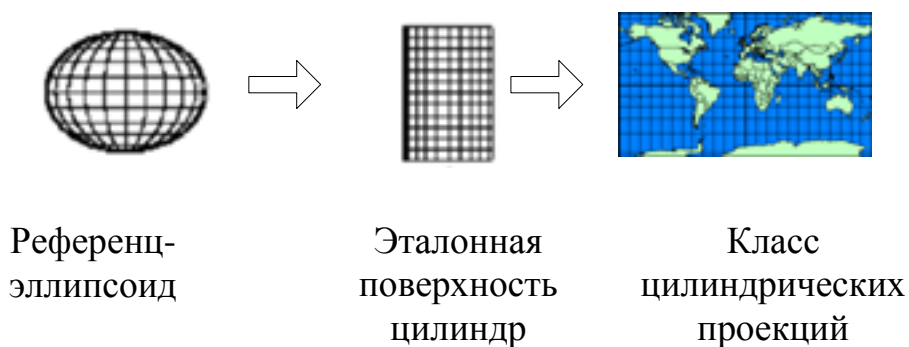 Референц-
эллипсоид
Эталонная
поверхность
цилиндр
Класс
цилиндрических
проекций